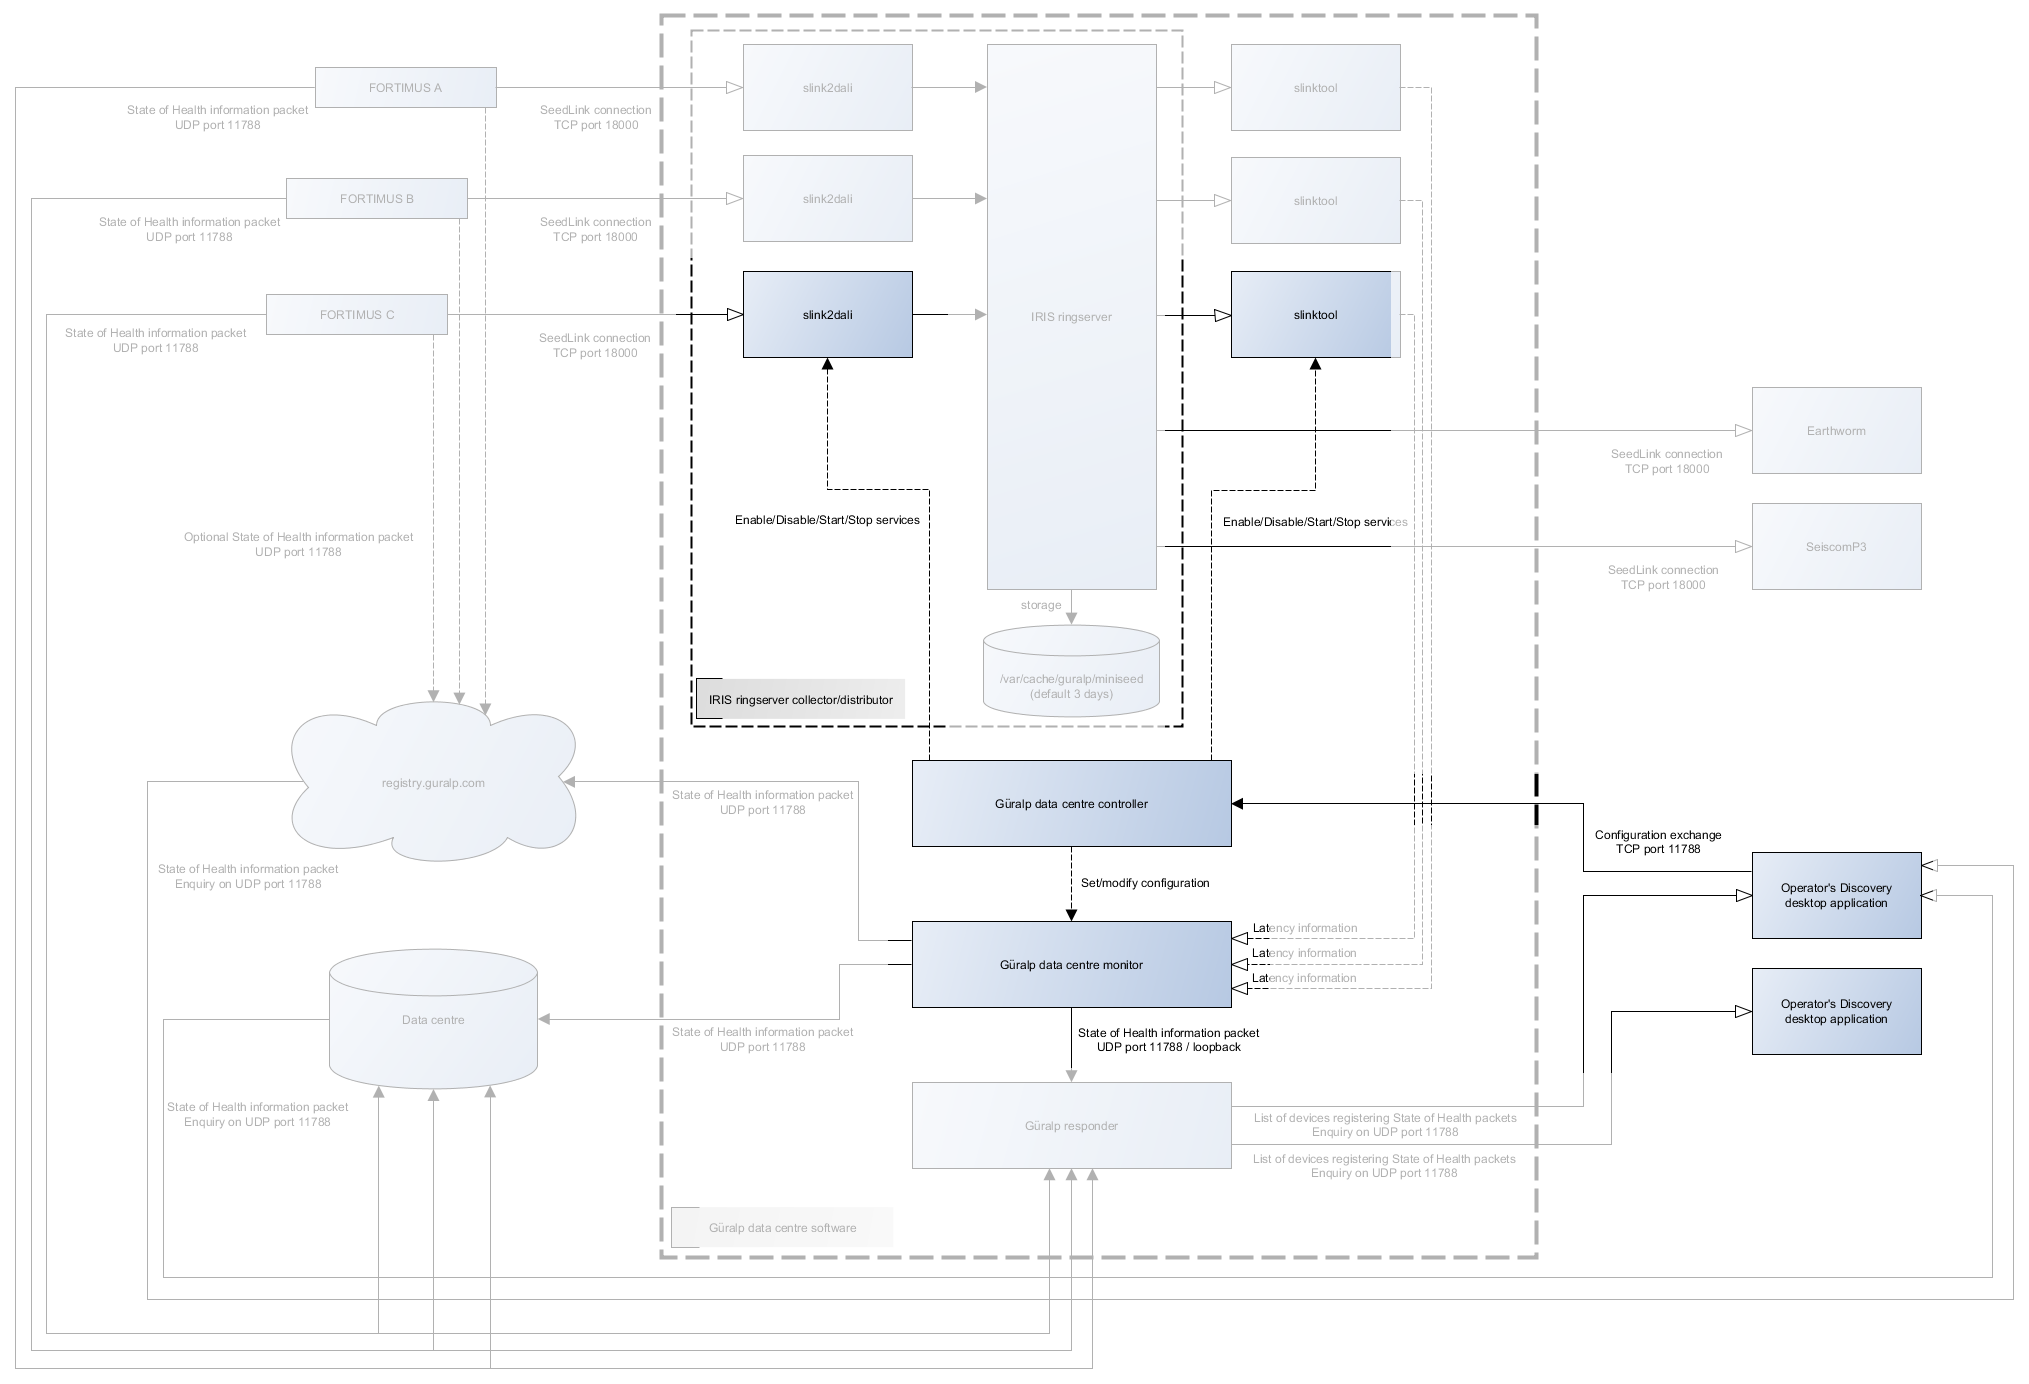 FORTIMUS A
slink2dali
slinktool
State of Health information packet
UDP port 11788
SeedLink connection
TCP port 18000
FORTIMUS B
slink2dali
slinktool
State of Health information packet
UDP port 11788
SeedLink connection
TCP port 18000
FORTIMUS C
slink2dali
IRIS ringserver
slinktool
State of Health information packet
UDP port 11788
SeedLink connection
TCP port 18000
Earthworm
SeedLink connection
TCP port 18000
Enable/Disable/Start/Stop services
Enable/Disable/Start/Stop services
Optional State of Health information packet
UDP port 11788
SeiscomP3
SeedLink connection
TCP port 18000
storage
/var/cache/guralp/miniseed
(default 3 days)
IRIS ringserver collector/distributor
registry.guralp.com
State of Health information packet
UDP port 11788
Güralp data centre controller
Configuration exchange
TCP port 11788
State of Health information packet
Enquiry on UDP port 11788
Set/modify configuration
Operator's Discovery
desktop application
Latency information
Latency information
Latency information
Güralp data centre monitor
Operator's Discovery
desktop application
Data centre
State of Health information packet
UDP port 11788
State of Health information packet
UDP port 11788 / loopback
State of Health information packet
Enquiry on UDP port 11788
Güralp responder
List of devices registering State of Health packets
Enquiry on UDP port 11788
List of devices registering State of Health packets
Enquiry on UDP port 11788
Güralp data centre software